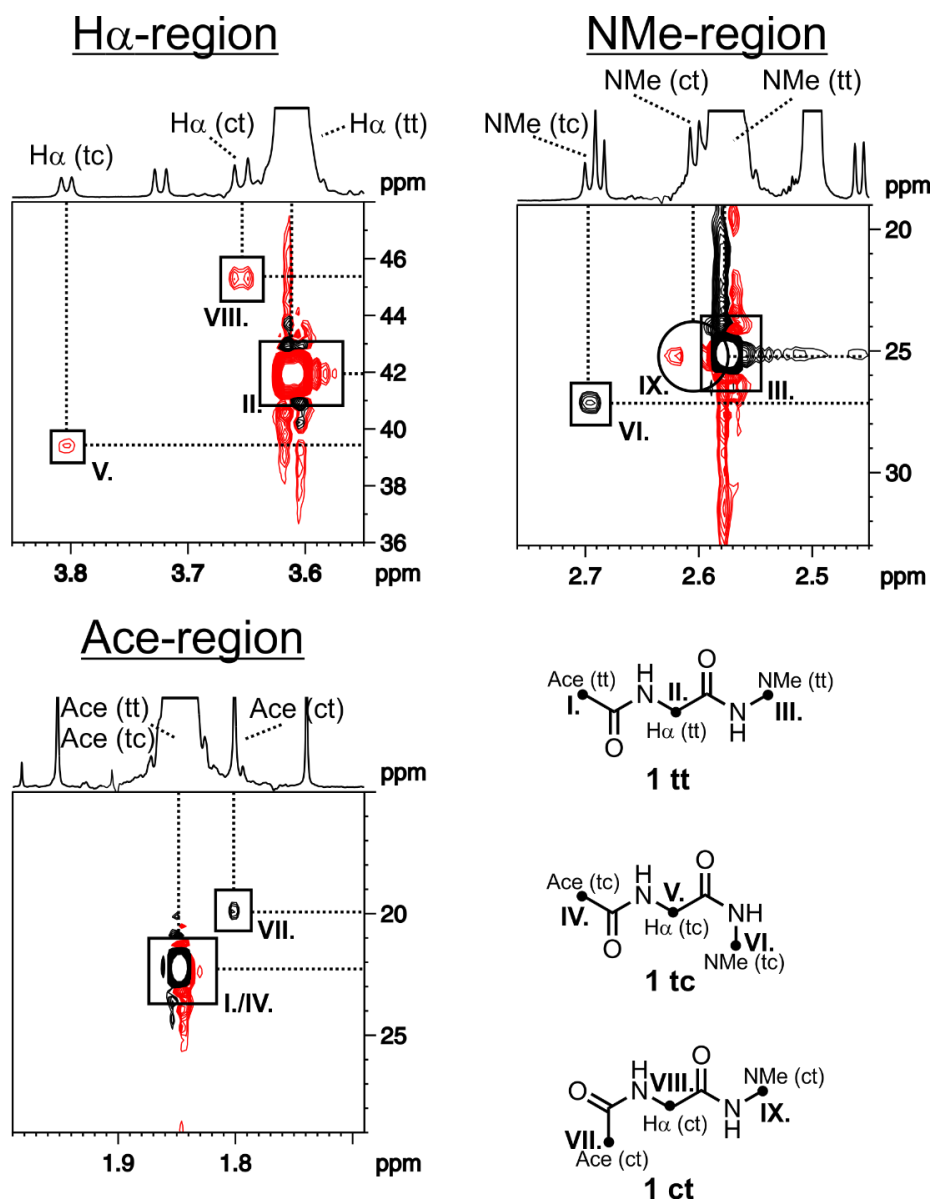 Hα-region
NMe-region
Hα (tc)
Hα (ct)
Hα (tt)
ppm
46
44
42
40
38
36
VIII.
II.
V.
3.8
3.7
3.6
ppm
NMe (tc)
NMe (ct)
NMe (tt)
ppm
20
25
30
IX.
III.
VI.
2.7
2.6
2.5
ppm
Ace-region
Ace (tt)
Ace (tc)
Ace (ct)
ppm
20
25
VII.
I./IV.
1.9
1.8
ppm
Ace (tt)
I.
H
N
O
II.
Hα (tt)
O
N
H
NMe (tt)
III.
1 tt
Ace (tc)
IV.
H
N
O
V.
Hα (tc)
O
NH
VI.
NMe (tc)
1 tc
O
H
N
VIII.
Hα (ct)
O
N
H
NMe (ct)
IX.
VII.
Ace (ct)
1 ct